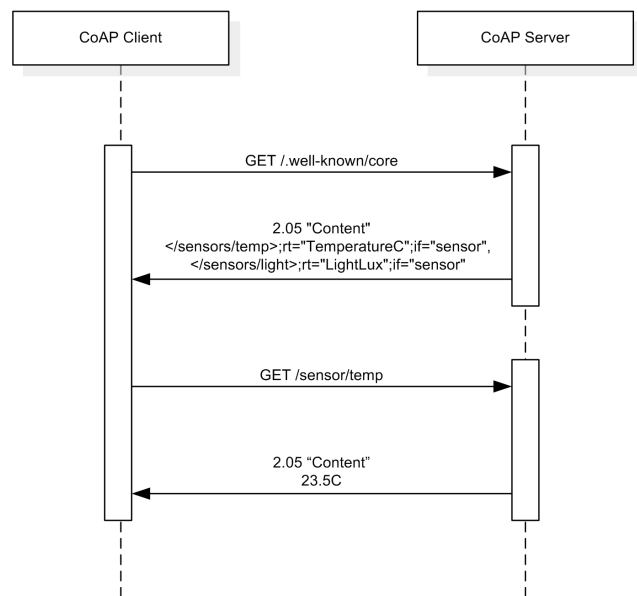 CoAP Client
CoAP Server
GET /.well-known/core
2.05 "Content"
</sensors/temp>;rt="TemperatureC";if="sensor",
</sensors/light>;rt="LightLux";if="sensor"
GET /sensor/temp
2.05 “Content”
23.5C